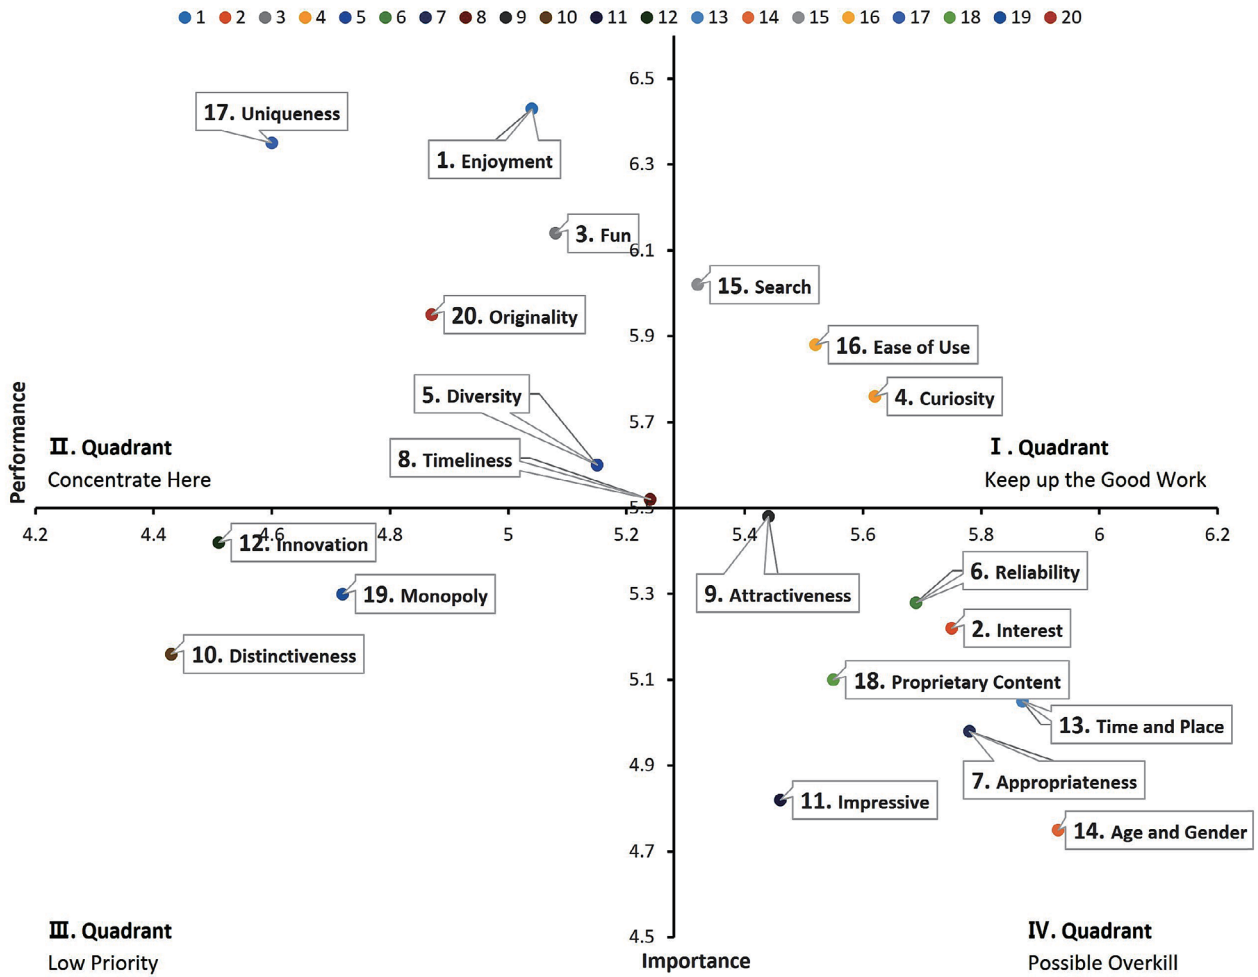 1 2 3 4 5 6 7 8 9 10 11 12 13 14 15 16 17 18 19 20
6.5
17. Uniqueness
1. Enjoyment
6.3
3. Fun
6.1
15. Search
20. Originality
5.9
16. Ease of Use
5. Diversity
4. Curiosity
5.7
Performance
II. Quadrant
Concentrate Here
8. Timeliness
I. Quadrant
Keep up the Good Work
5.5
4.2 4.4 4.6 4.8 5 5.2 5.4 5.6 5.8 6 6.2
12. Innovation
6. Reliability
19. Monopoly
5.3
9. Attractiveness
2. Interest
10. Distinctiveness
5.1
18. Proprietary Content
13. Time and Place
4.9
7. Appropriateness
11. Impressive
14. Age and Gender
4.7
III. Quadrant
Low Priority
4.5
IV. Quadrant
Possible Overkill
Importance